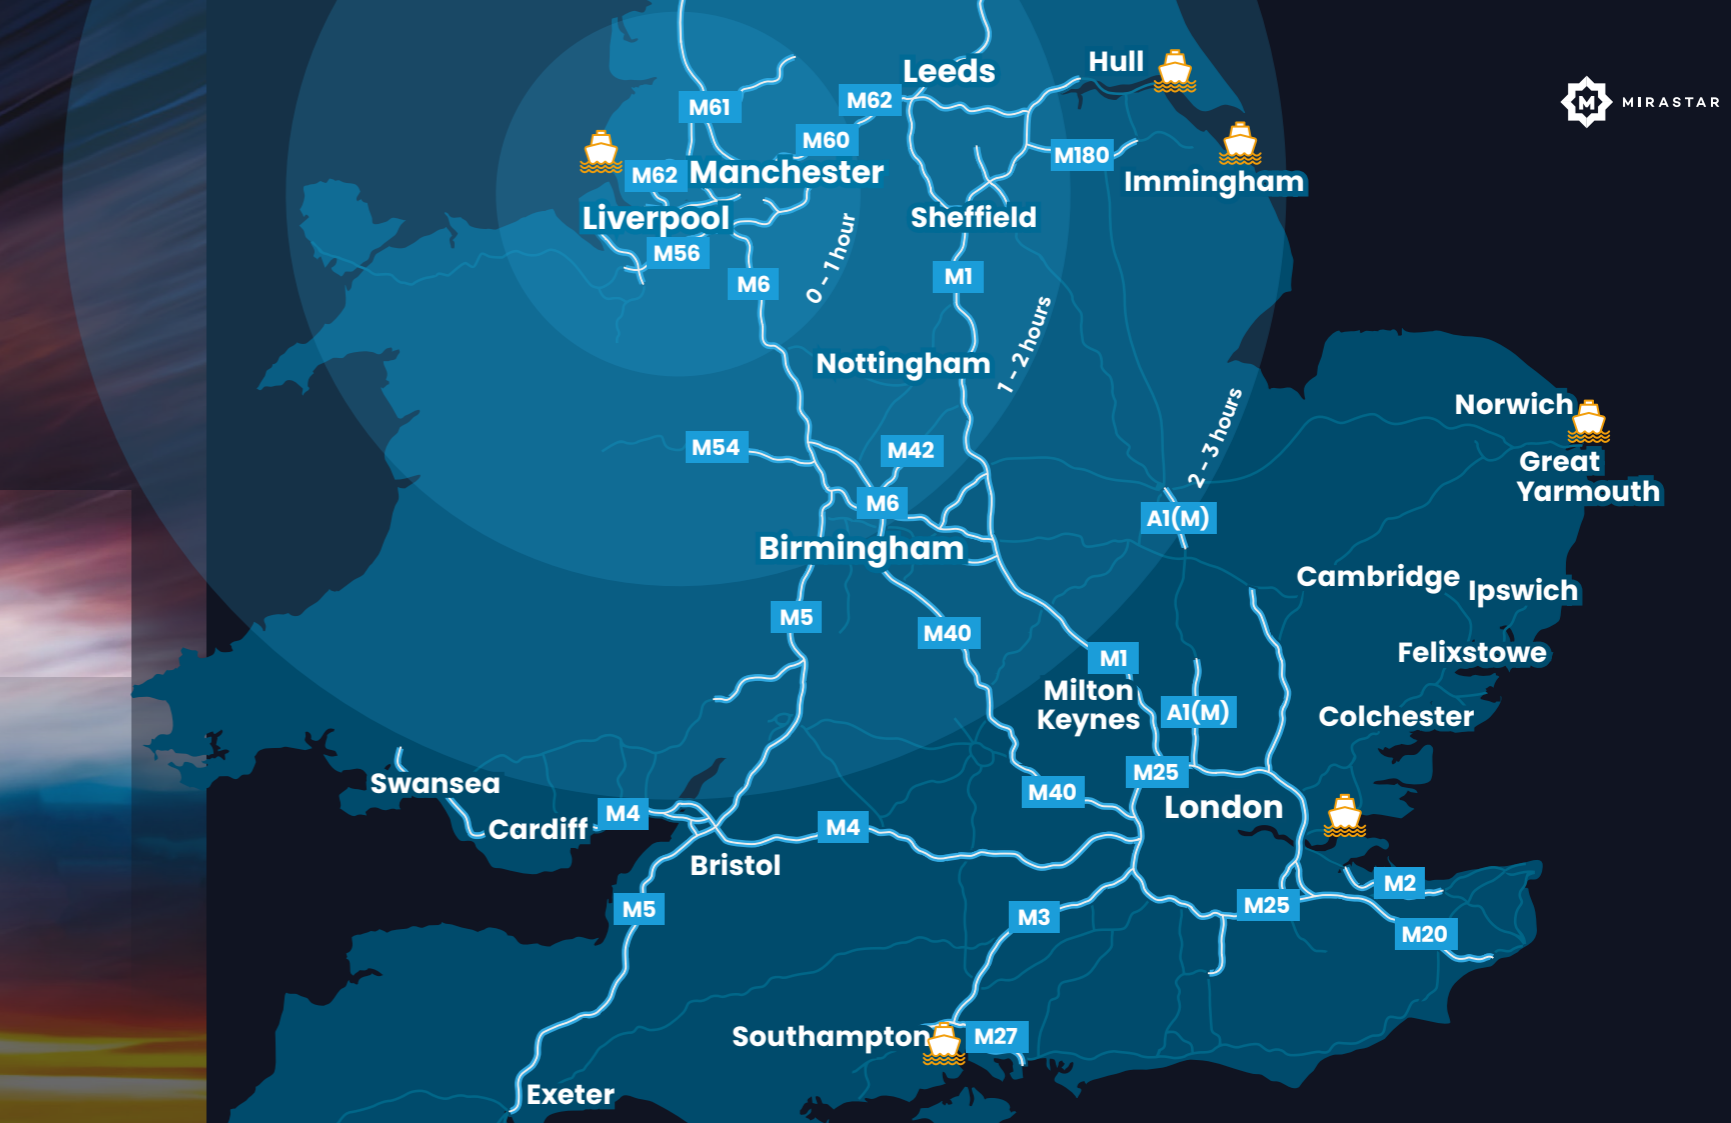 Leeds
Hull
M62
M61
MIRASTAR
M60
M180
M62
Manchester
Immingham
Liverpool
Sheffield
M56
0 - 1 hour
M6
M1
1 - 2 hours
Nottingham
2 - 3 hours
Norwich
M54
M42
Great
Yarmouth
M6
A1(M)
Birmingham
Cambridge
Ipswich
M5
M40
M1
Felixstowe
Milton
Keynes
A1(M)
Colchester
M25
Swansea
M40
London
M4
Cardiff
M4
Bristol
M2
M5
M3
M25
M20
Southampton
M27
Exeter